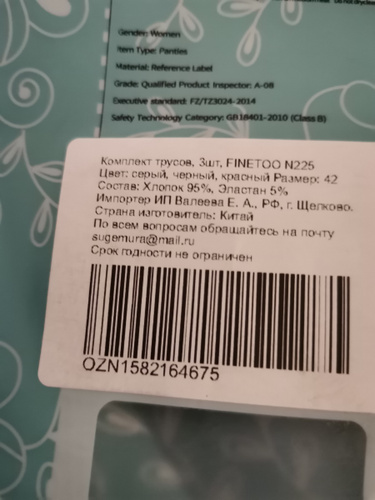 Gender: Women
Item Type: Panties
Material: Reference Label
Grade: Qualified Product Inspector: A-08
Executive standard: FZ/TZ3024-2014
Safety Technology Category: GB18401-2010 (Class B)
Комплект трусов, 3шт, FINETOO N225
Цвет: серый, черный, красный Размер: 42
Состав: Хлопок 95%, Эластан 5%
Импортер ИП Валеева Е. А., РФ, г. Щелково.
Страна изготовитель: Китай
По всем вопросам обращайтесь на почту
sugemura@mail.ru
Срок годности не ограничен
OZN1582164675